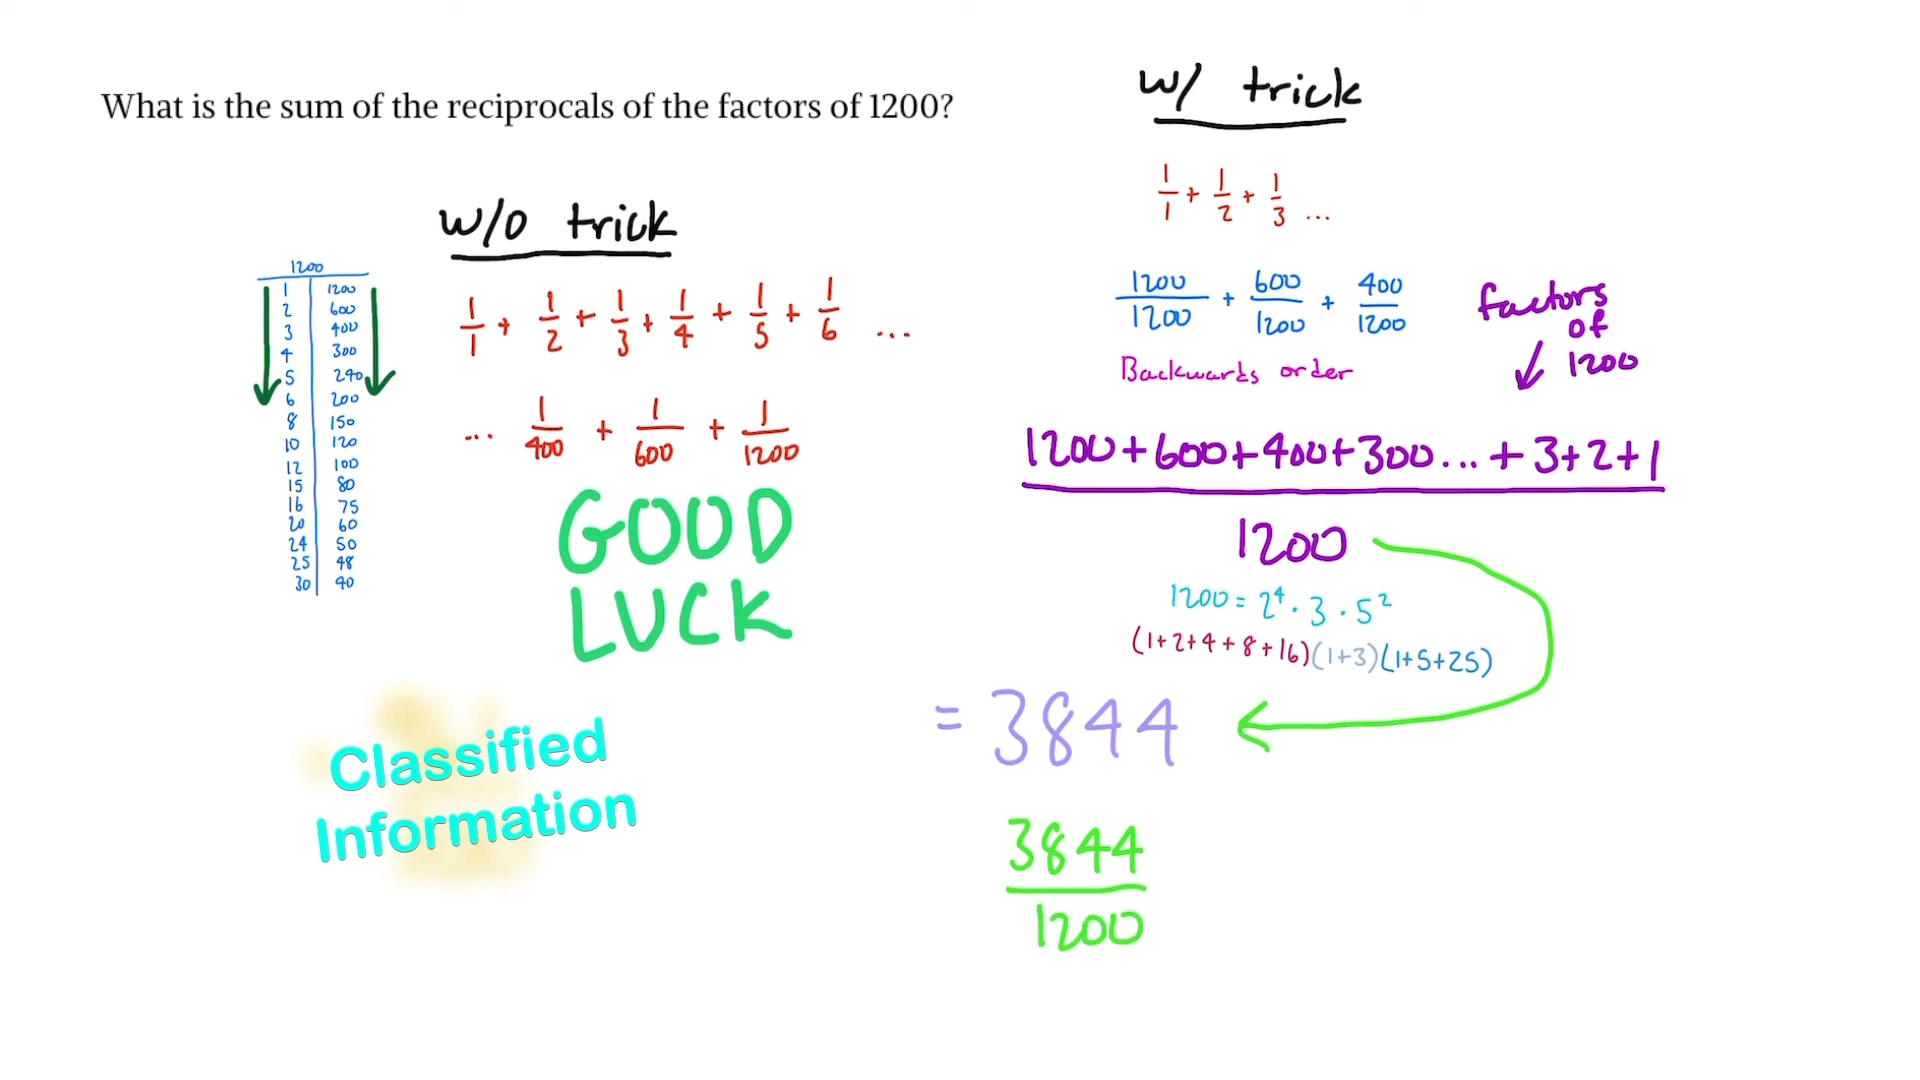 What is the sum of the reciprocals of the factors of 1200?
w/o trick
1200
1 1200
2 600
3 400
4 300
5 240
6 200
8 150
10 120
12 100
15 80
16 75
20 60
24 50
25 48
30 40
1/1 + 1/2 + 1/3 + 1/4 + 1/5 + 1/6 ...
... 1/400 + 1/600 + 1/1200
GOOD
LUCK
Classified
Information
w/ trick
1/1 + 1/2 + 1/3 ...
1200/1200 + 600/1200 + 400/1200
Backwards order
factors
of
1200
1200+600+400+300...+3+2+1
1200
1200 = 2⁴ · 3 · 5²
(1+2+4+8+16)(1+3)(1+5+25)
= 3844
3844
1200